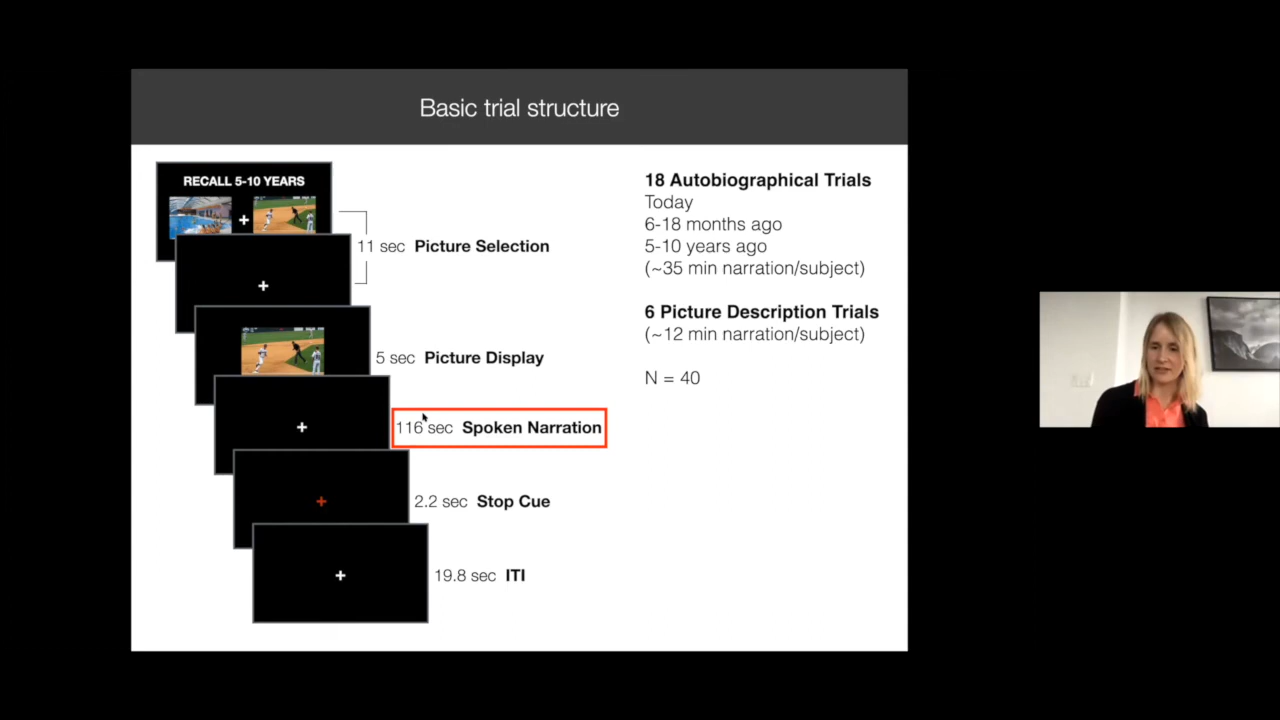 Basic trial structure
RECALL 5-10 YEARS
11 sec Picture Selection
5 sec Picture Display
116 sec Spoken Narration
2.2 sec Stop Cue
19.8 sec ITI
18 Autobiographical Trials
Today
6-18 months ago
5-10 years ago
(~35 min narration/subject)
6 Picture Description Trials
(~12 min narration/subject)
N = 40